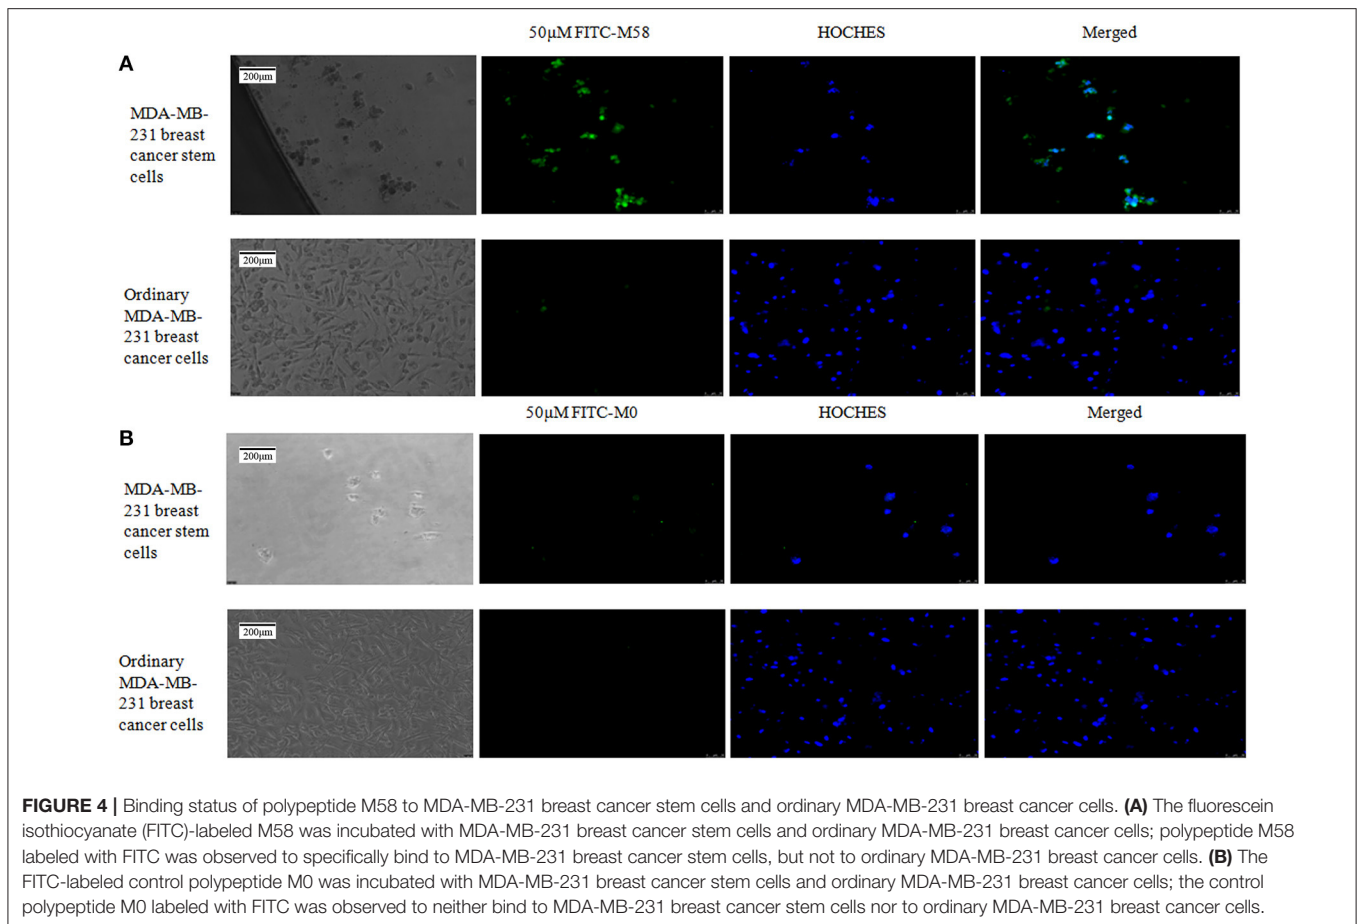 50μM FITC-M58 HOCHES Merged
A
200μm
MDA-MB-
231 breast
cancer stem
cells
200μm
Ordinary
MDA-MB-
231 breast
cancer cells
50μM FITC-M0 HOCHES Merged
B
200μm
MDA-MB-
231 breast
cancer stem
cells
200μm
Ordinary
MDA-MB-
231 breast
cancer cells
FIGURE 4 | Binding status of polypeptide M58 to MDA-MB-231 breast cancer stem cells and ordinary MDA-MB-231 breast cancer cells. (A) The fluorescein
isothiocyanate (FITC)-labeled M58 was incubated with MDA-MB-231 breast cancer stem cells and ordinary MDA-MB-231 breast cancer cells; polypeptide M58
labeled with FITC was observed to specifically bind to MDA-MB-231 breast cancer stem cells, but not to ordinary MDA-MB-231 breast cancer cells. (B) The
FITC-labeled control polypeptide M0 was incubated with MDA-MB-231 breast cancer stem cells and ordinary MDA-MB-231 breast cancer cells; the control
polypeptide M0 labeled with FITC was observed to neither bind to MDA-MB-231 breast cancer stem cells nor to ordinary MDA-MB-231 breast cancer cells.